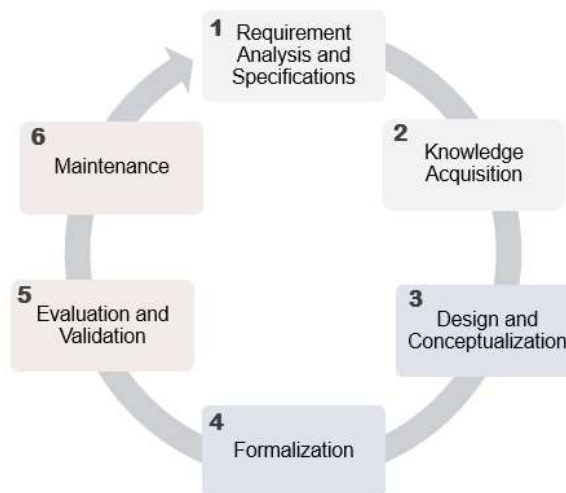 1
Requirement
Analysis and
Specifications
2
Knowledge
Acquisition
3
Design and
Conceptualization
4
Formalization
5
Evaluation and
Validation
6
Maintenance